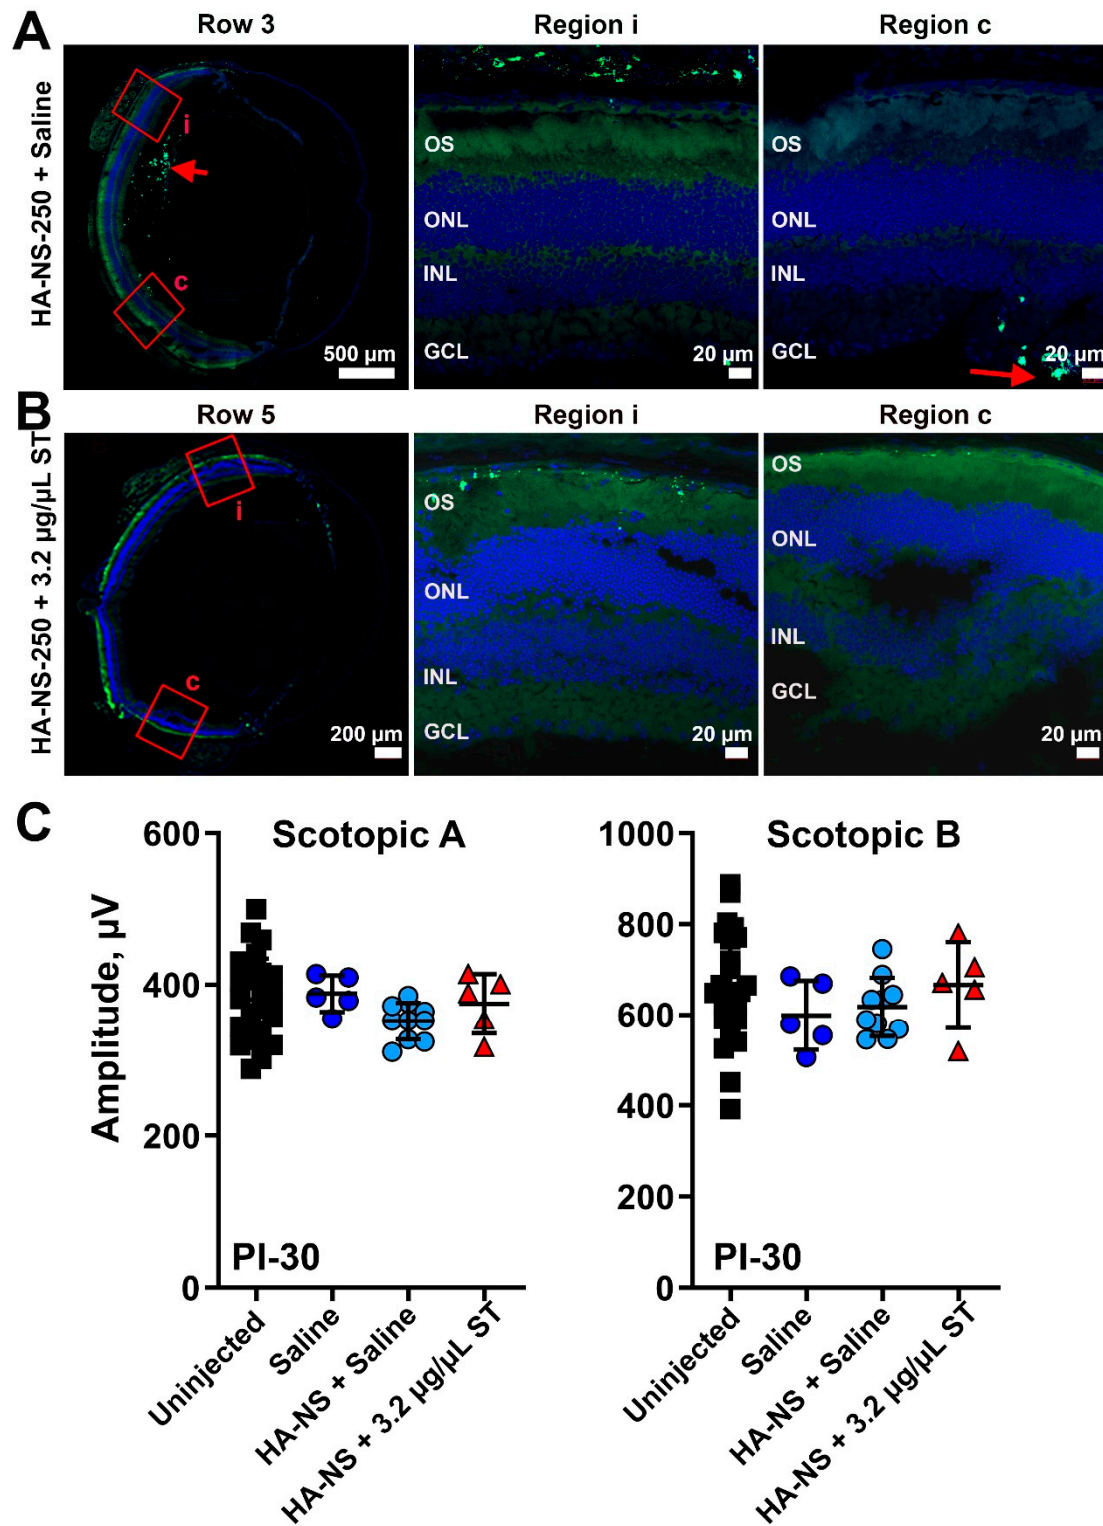 A
Row 3
Region i
Region c
HA-NS-250 + Saline
i
c
500 µm
OS
ONL
INL
GCL
20 µm
OS
ONL
INL
GCL
20 µm
B
Row 5
Region i
Region c
HA-NS-250 + 3.2 µg/µL ST
i
c
200 µm
OS
ONL
INL
GCL
20 µm
OS
ONL
INL
GCL
20 µm
C
Scotopic A
Amplitude, µV
600
400
200
0
PI-30
Uninjected
Saline
HA-NS + Saline
HA-NS + 3.2 µg/µL ST
Scotopic B
1000
800
600
400
200
0
PI-30
Uninjected
Saline
HA-NS + Saline
HA-NS + 3.2 µg/µL ST